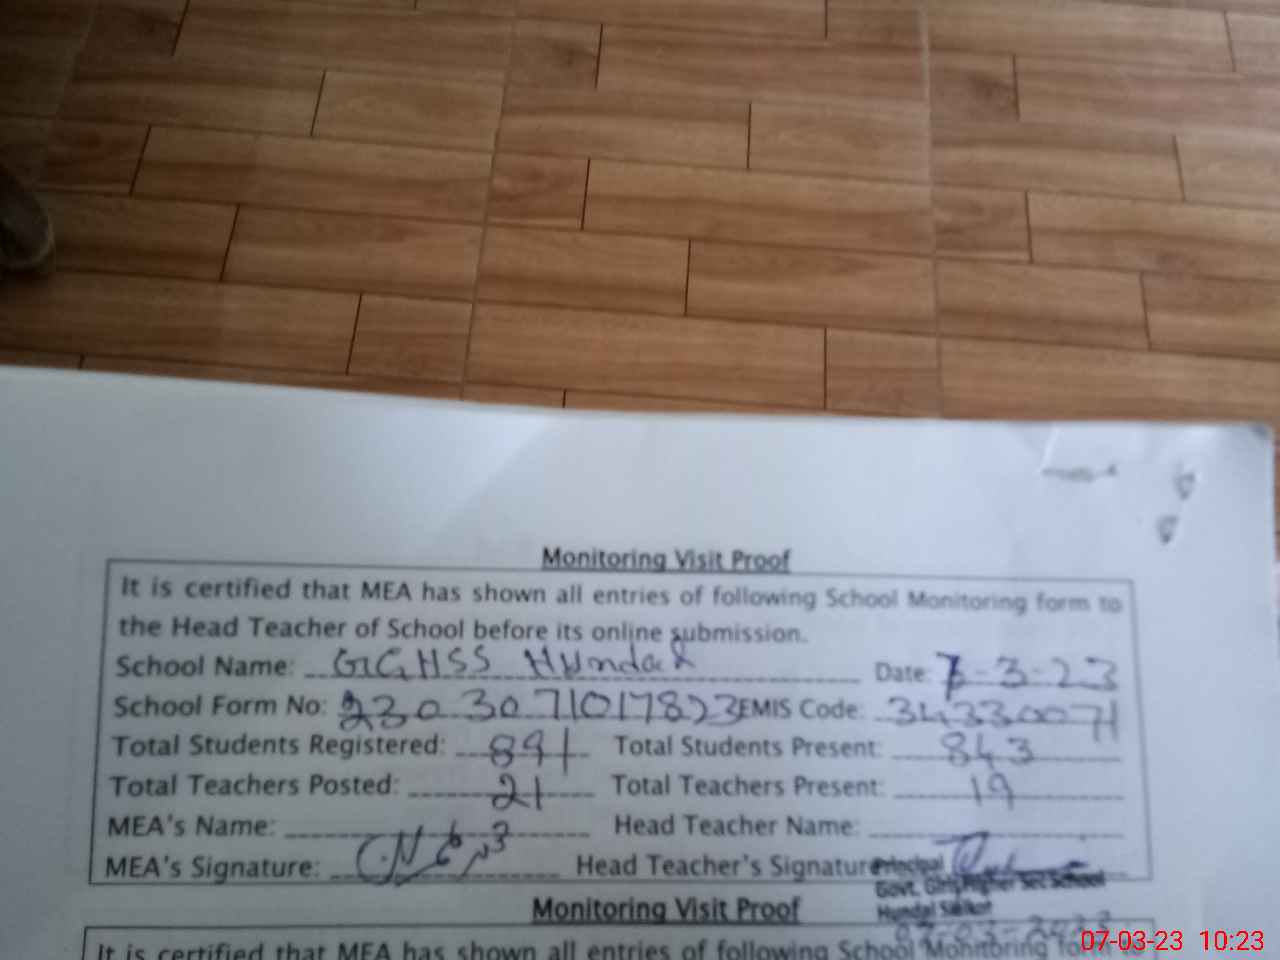 Monitoring Visit Proof
It is certified that MEA has shown all entries of following School Monitoring form to
the Head Teacher of School before its online submission.
School Name: GGHSS Hundal Date: 7-3-23
School Form No: 2303071017823 EMIS Code: 34330071
Total Students Registered: 891 Total Students Present: 843
Total Teachers Posted: 21 Total Teachers Present: 19
MEA's Name: Head Teacher Name:
MEA's Signature: Head Teacher's Signature
Principal
Govt. Girls Higher Sec School
Hundal Sialkot
07-03-2023
Monitoring Visit Proof
It is certified that MEA has shown all entries of following School Monitoring form to
07-03-23 10:23